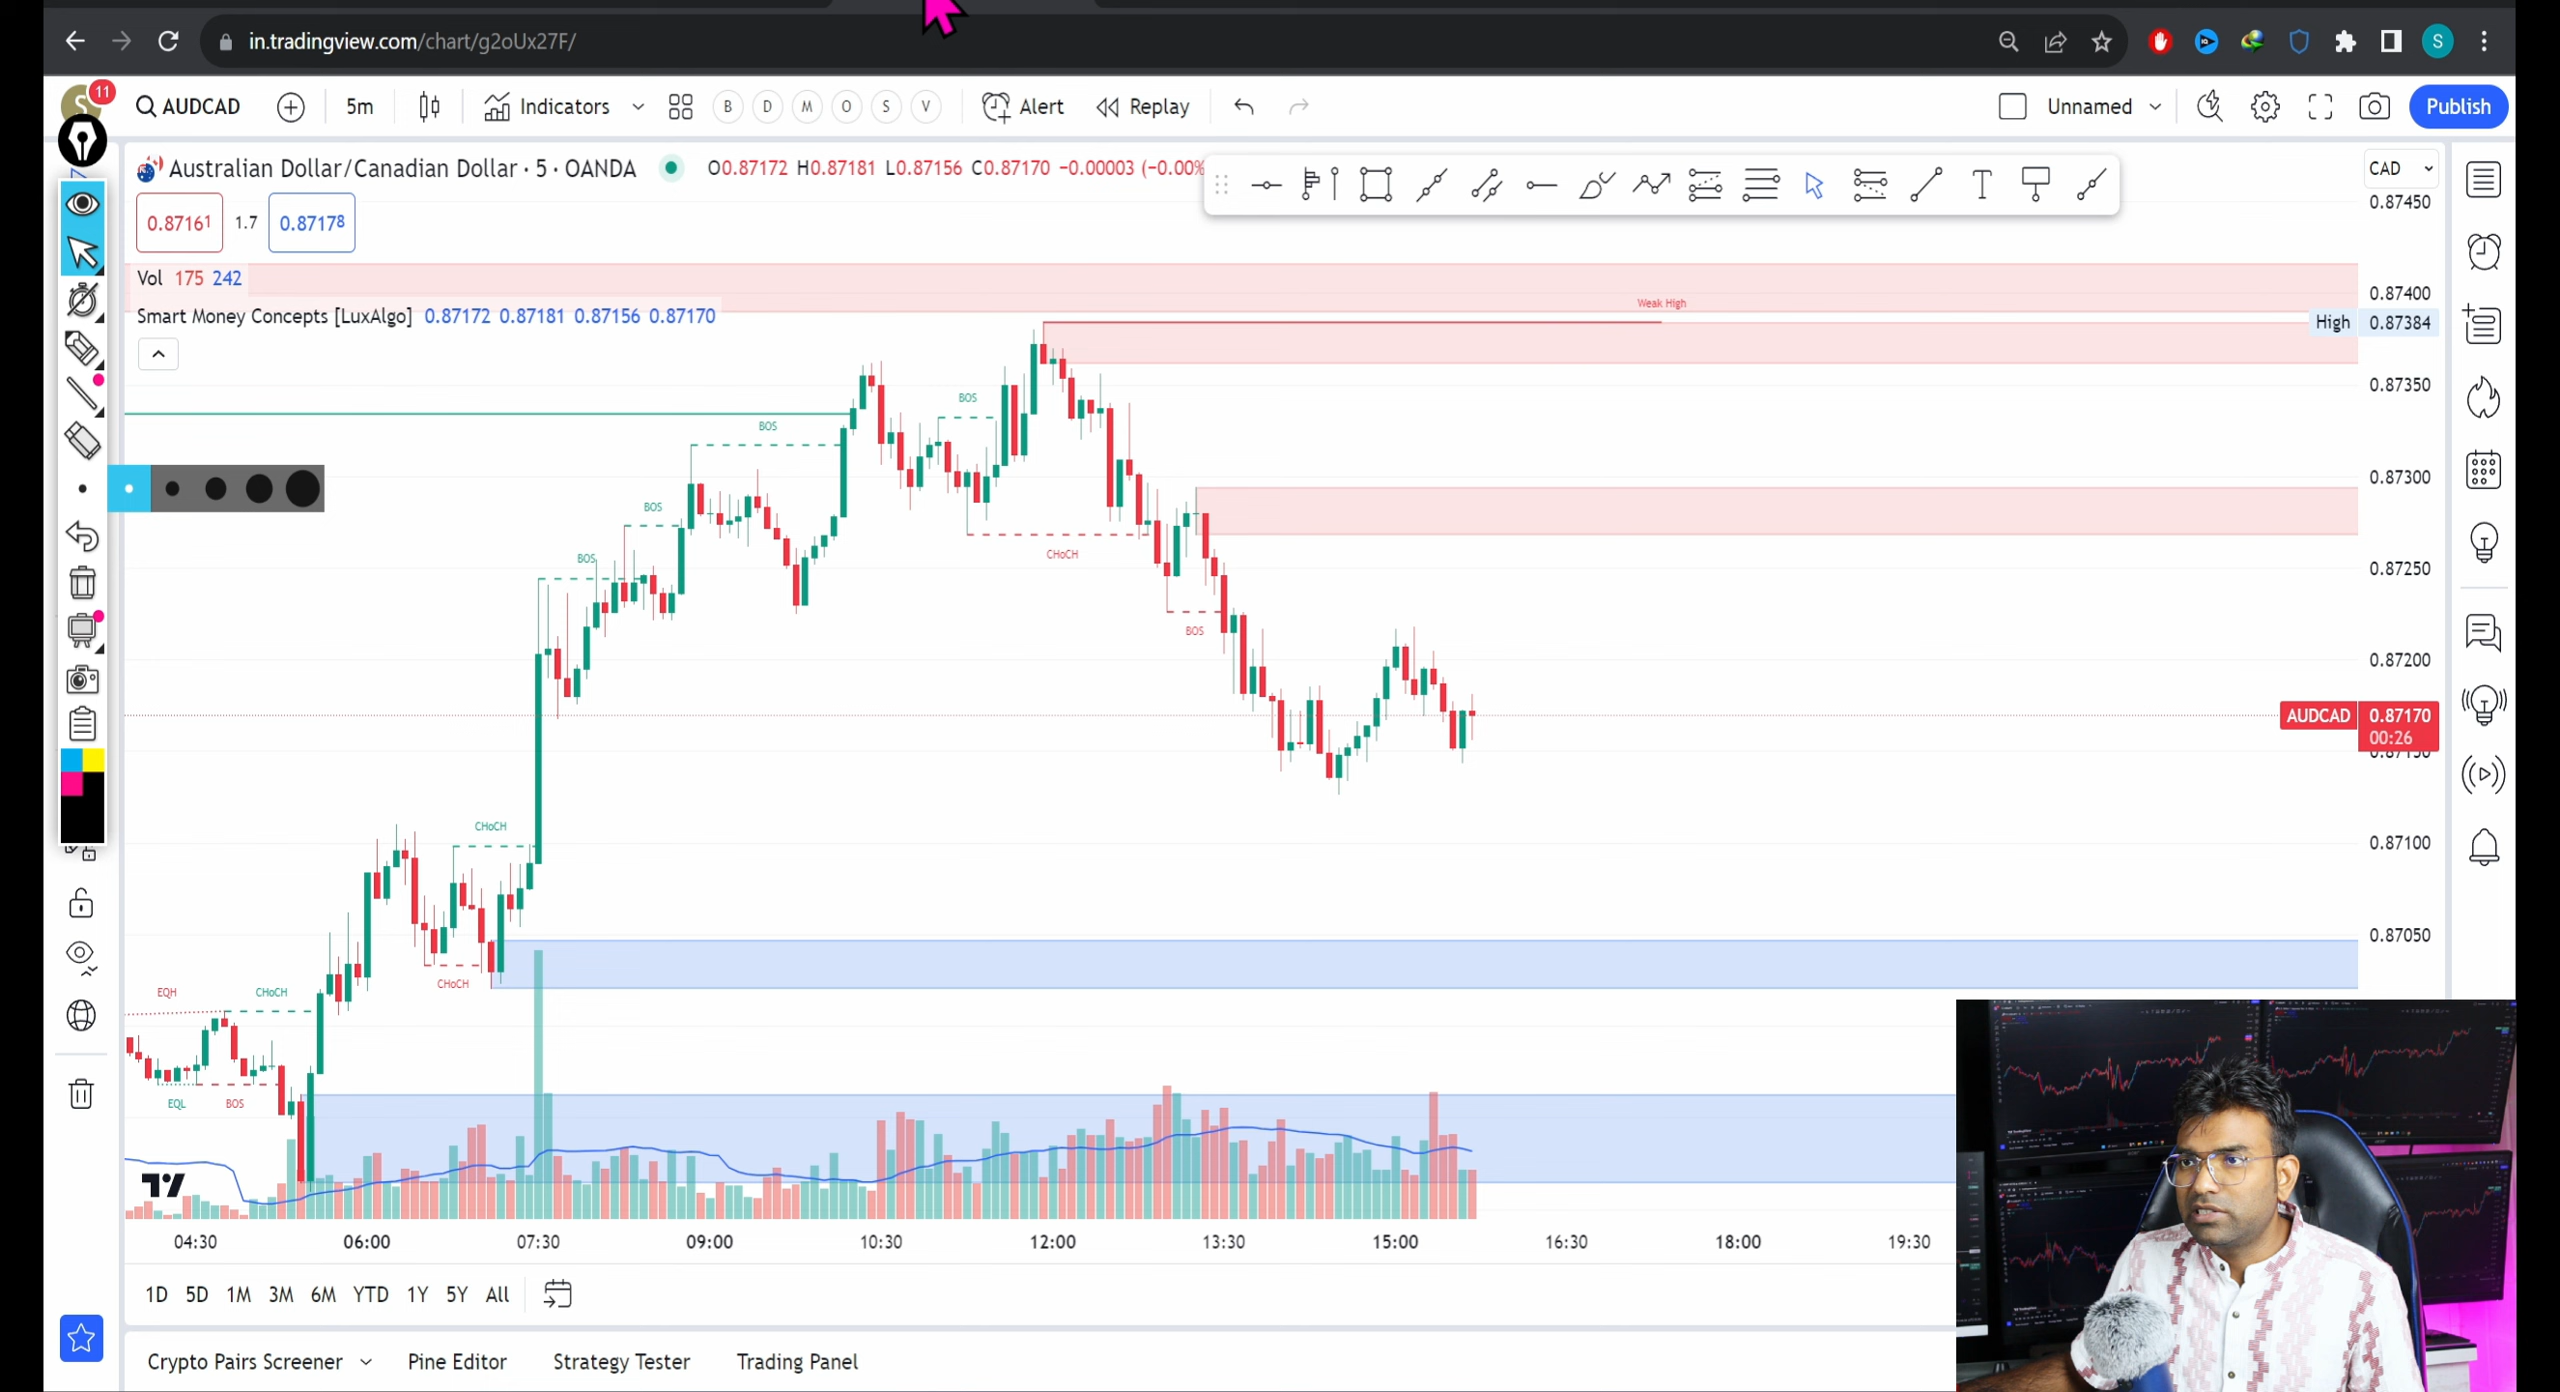 in.tradingview.com/chart/g2oUx27F/
S
S
11
AUDCAD
5m
Indicators
B
D
M
O
S
V
Alert
Replay
Unnamed
Publish
Australian Dollar/Canadian Dollar · 5 · OANDA
O0.87172 H0.87181 L0.87156 C0.87170 −0.00003 (−0.00%
T
CAD
0.87161
1.7
0.87178
0.87450
Vol 175 242
Smart Money Concepts [LuxAlgo] 0.87172 0.87181 0.87156 0.87170
Weak High
0.87400
High 0.87384
0.87350
BOS
BOS
0.87300
BOS
CHoCH
BOS
0.87250
BOS
0.87200
AUDCAD 0.87170
00:26
0.87150
CHoCH
0.87100
0.87050
CHoCH
EQH
CHoCH
EQL
BOS
04:30
06:00
07:30
09:00
10:30
12:00
13:30
15:00
16:30
18:00
19:30
1D 5D 1M 3M 6M YTD 1Y 5Y All
Crypto Pairs Screener
Pine Editor
Strategy Tester
Trading Panel